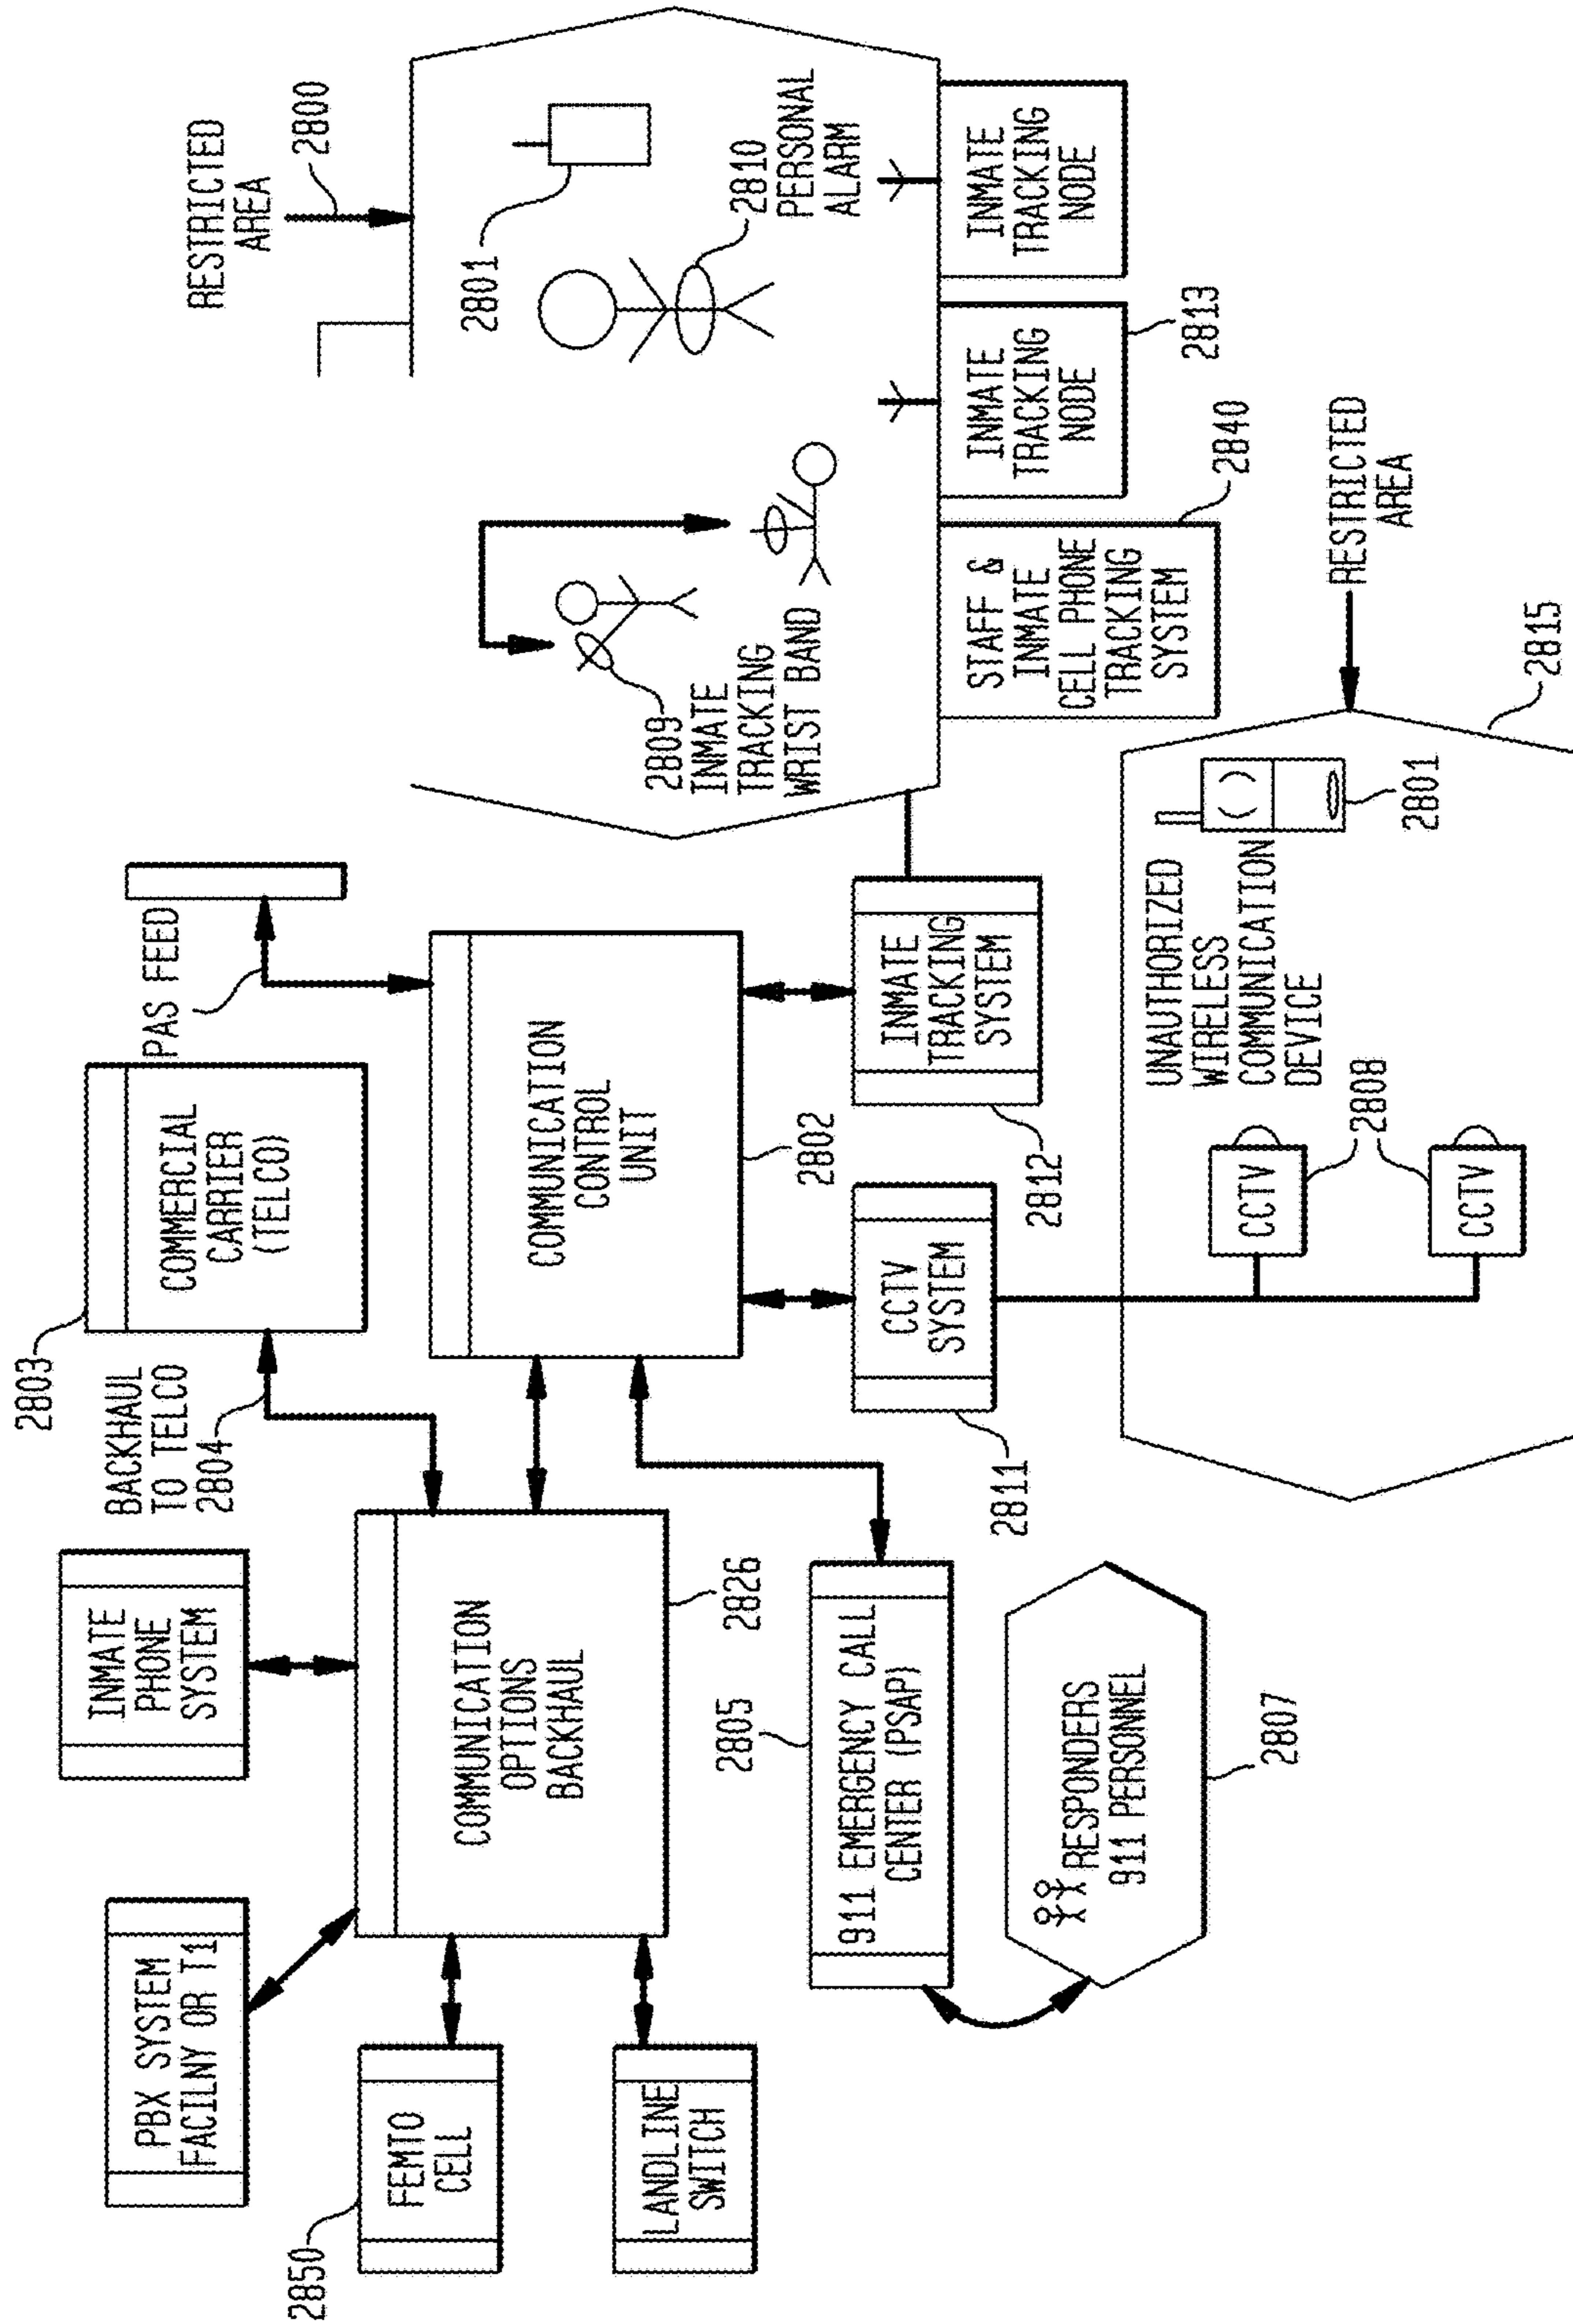 PBX SYSTEM
FACILNY OR T1
INMATE
PHONE
SYSTEM
2803
BACKHAUL
TO TELCO
2804
COMMERCIAL
CARRIER
(TELCO)
PAS FEED
RESTRICTED
AREA
2800
2850
FEMTO
CELL
LANDLINE
SWITCH
COMMUNICATION
OPTIONS
BACKHAUL
2826
COMMUNICATION
CONTROL
UNIT
2802
2801
2810
PERSONAL
ALARM
2809
INMATE
TRACKING
WRIST BAND
2805
911 EMERGENCY CALL
CENTER (PSAP)
RESPONDERS
911 PERSONNEL
2807
CCTV
SYSTEM
2811
INMATE
TRACKING
SYSTEM
2812
STAFF &
INMATE
CELL PHONE
TRACKING
SYSTEM
2840
INMATE
TRACKING
NODE
2813
INMATE
TRACKING
NODE
UNAUTHORIZED
WIRELESS
COMMUNICATION
DEVICE
2801
CCTV
2808
CCTV
RESTRICTED
AREA
2815